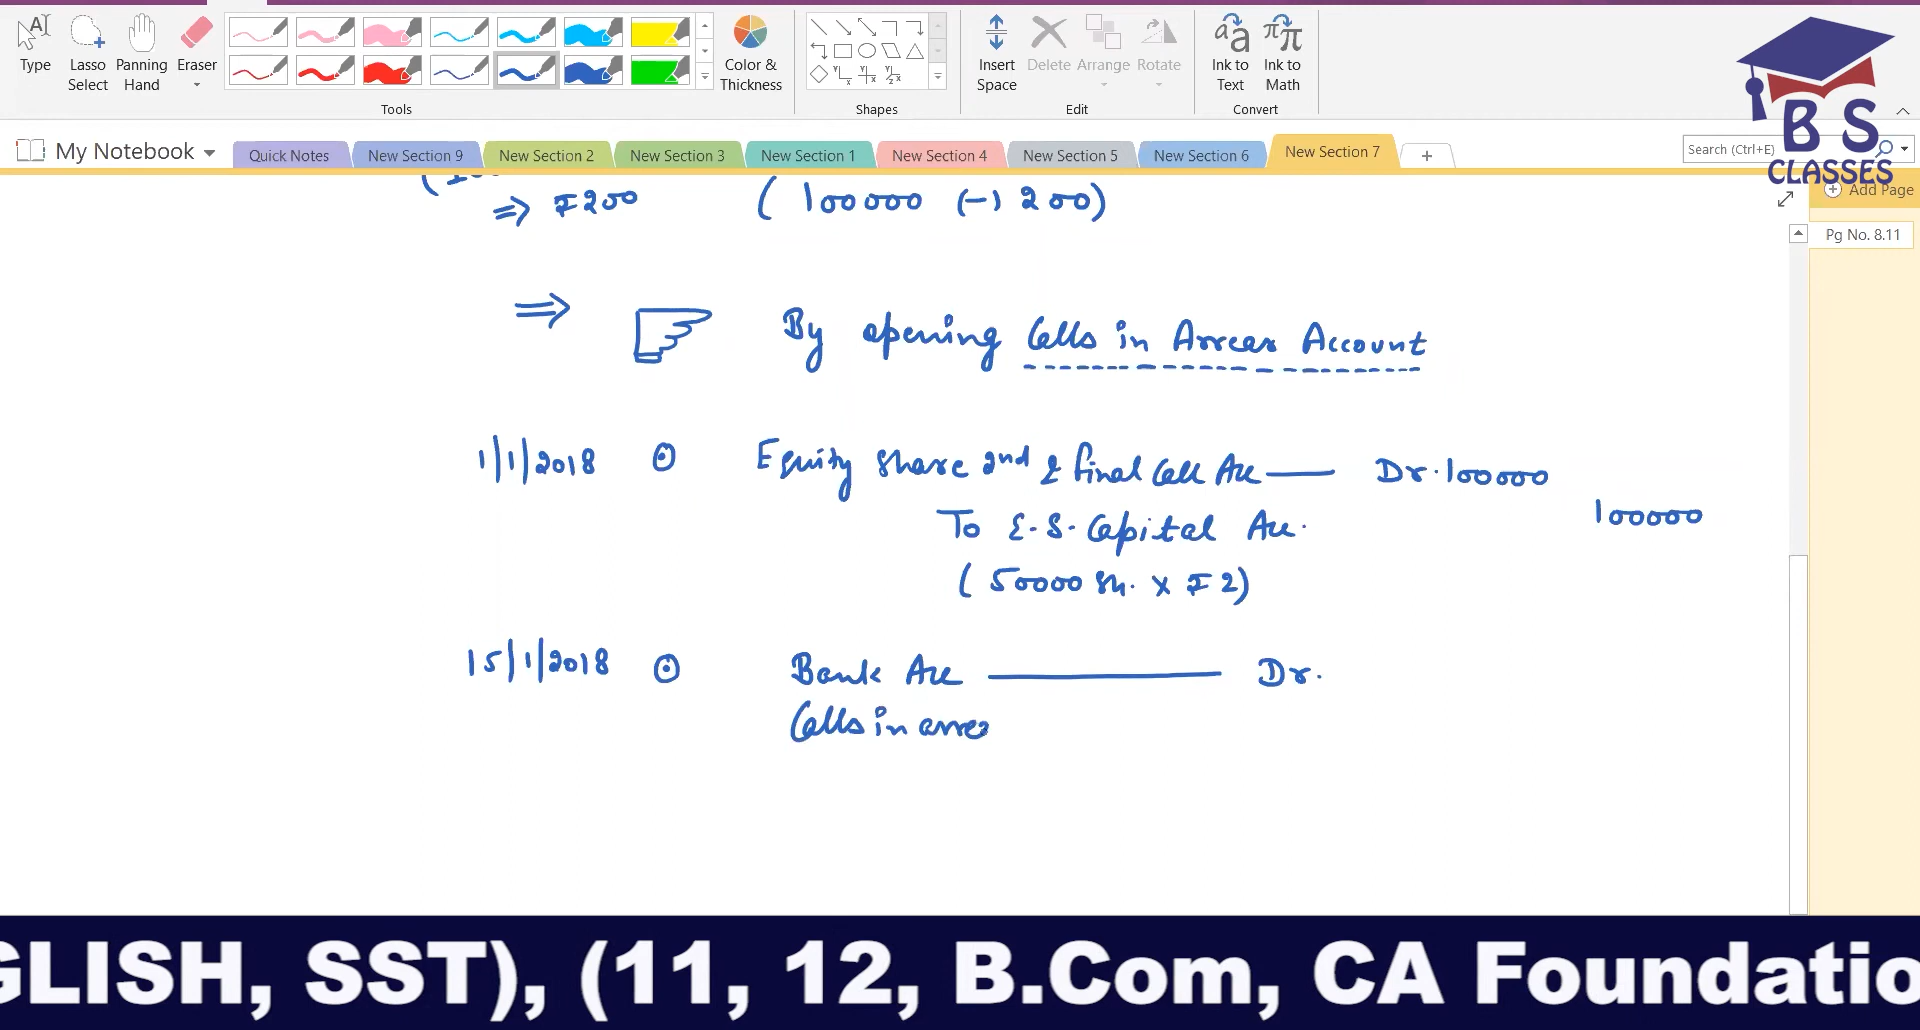 Type
Lasso Select
Panning Hand
Eraser
Color & Thickness
Insert Space
Delete
Arrange
Rotate
Ink to Text
Ink to Math
Tools
Shapes
Edit
Convert
B S
CLASSES
My Notebook
Quick Notes
New Section 9
New Section 2
New Section 3
New Section 1
New Section 4
New Section 5
New Section 6
New Section 7
Search (Ctrl+E)
Add Page
Pg No. 8.11
⇒ ₹200 ( 100000 (-) 200)
⇒ By opening Calls in Arrear Account
1/1/2018 ⊙ Equity share 2nd & final Call A/c — Dr. 100000
To E.S. Capital A/c. 100000
( 50000 Sh. x ₹ 2)
15/1/2018 ⊙ Bank A/c — Dr.
Calls in arrea
GLISH, SST), (11, 12, B.Com, CA Foundatio